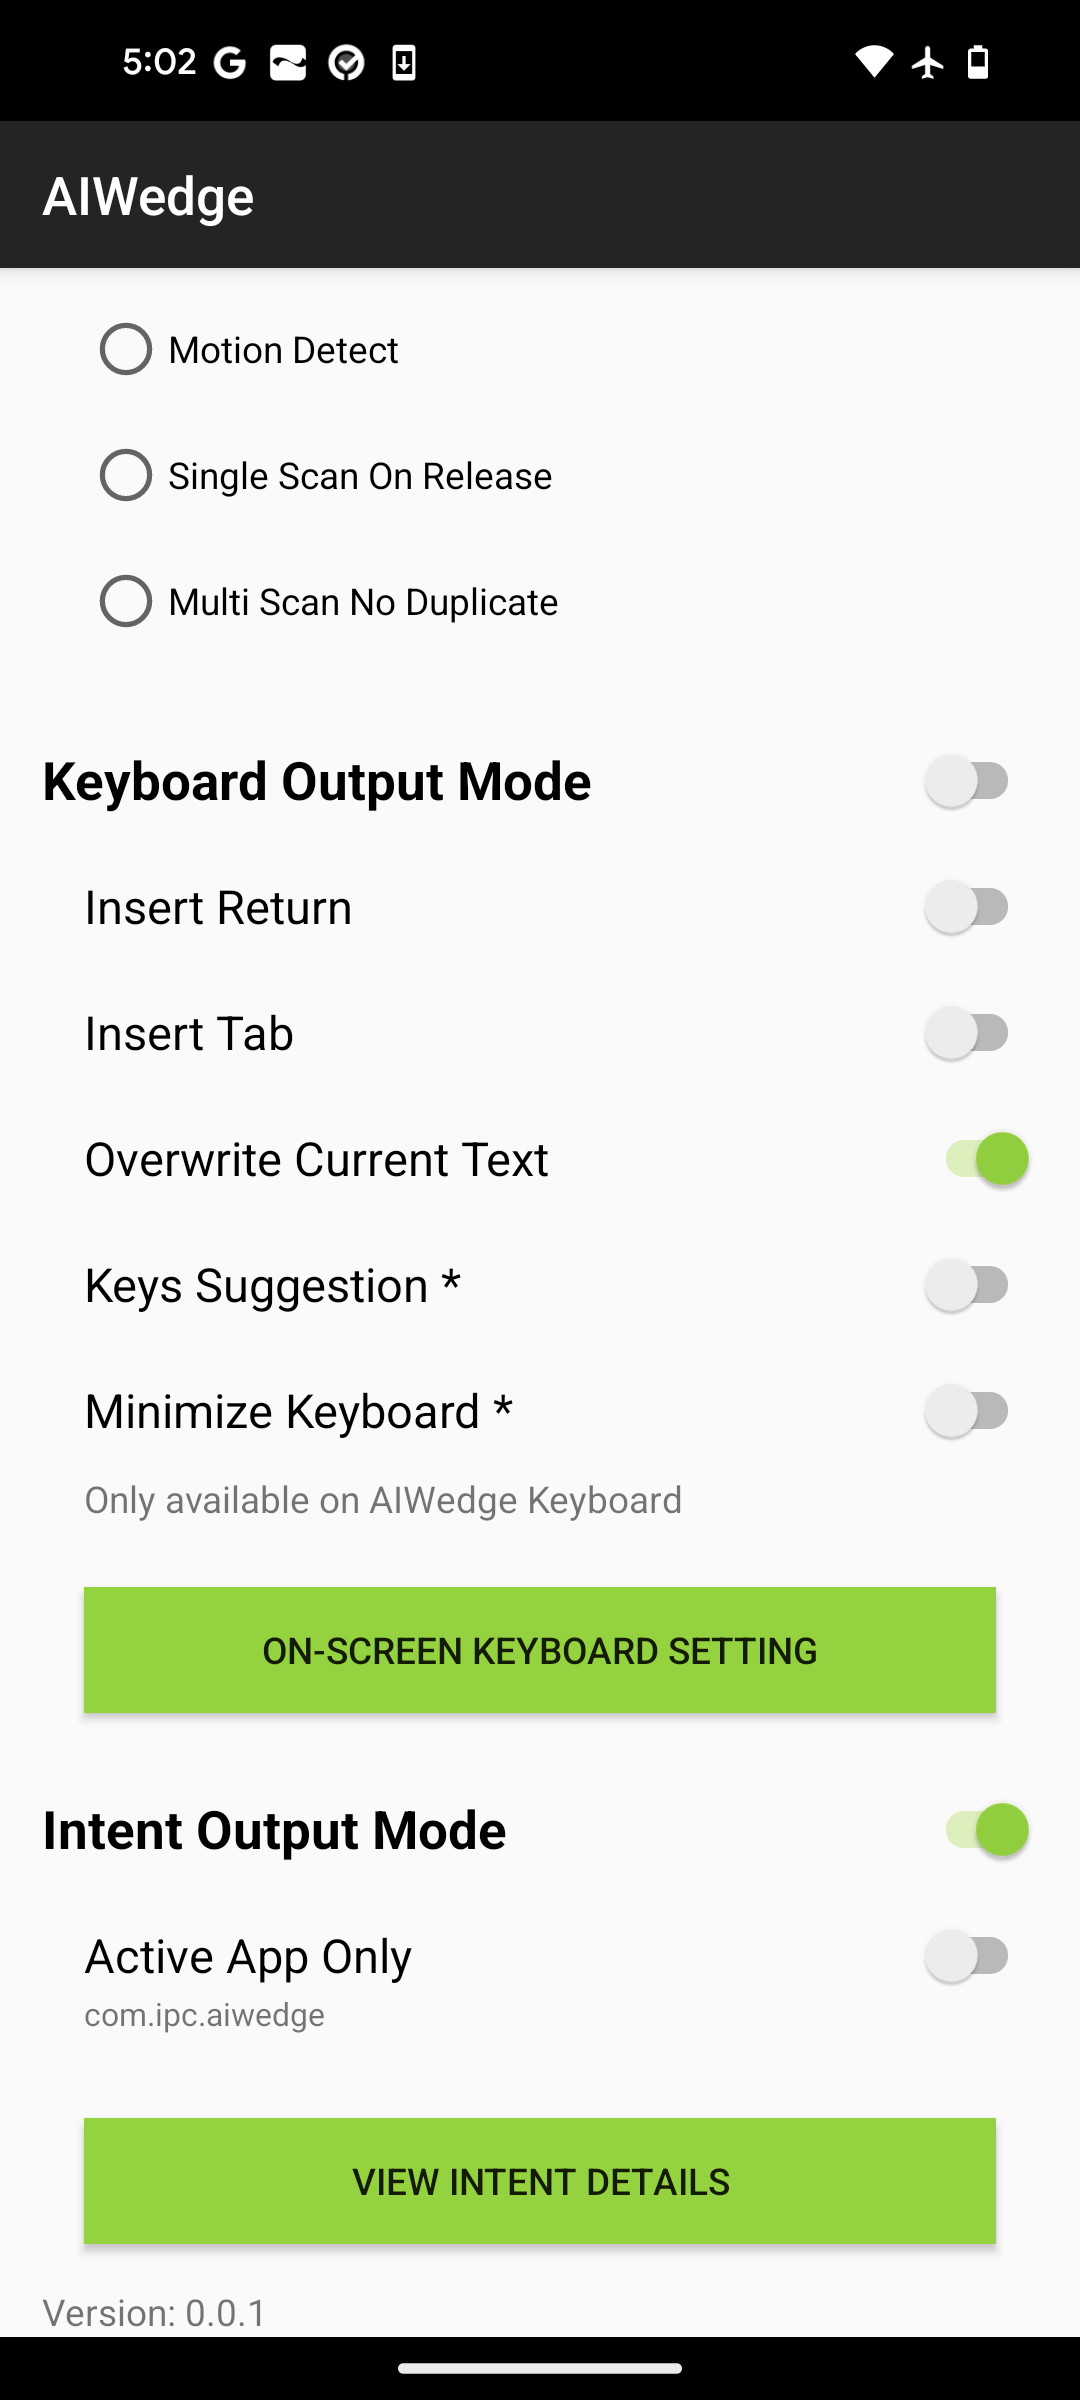 5:02
AIWedge
Motion Detect
Single Scan On Release
Multi Scan No Duplicate
Keyboard Output Mode
Insert Return
Insert Tab
Overwrite Current Text
Keys Suggestion *
Minimize Keyboard *
Only available on AIWedge Keyboard
ON-SCREEN KEYBOARD SETTING
Intent Output Mode
Active App Only
com.ipc.aiwedge
VIEW INTENT DETAILS
Version: 0.0.1